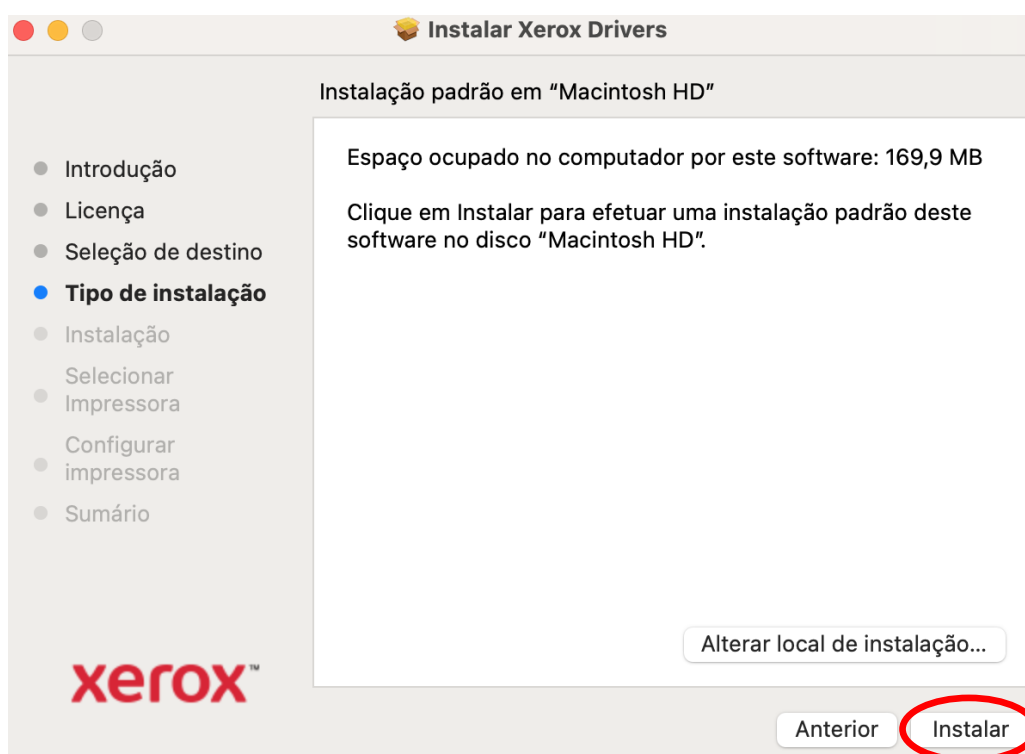 Instalar Xerox Drivers
Instalação padrão em “Macintosh HD”
Introdução
Licença
Seleção de destino
Tipo de instalação
Instalação
Selecionar
Impressora
Configurar
impressora
Sumário
Espaço ocupado no computador por este software: 169,9 MB
Clique em Instalar para efetuar uma instalação padrão deste
software no disco “Macintosh HD”.
Alterar local de instalação...
xerox™
Anterior
Instalar